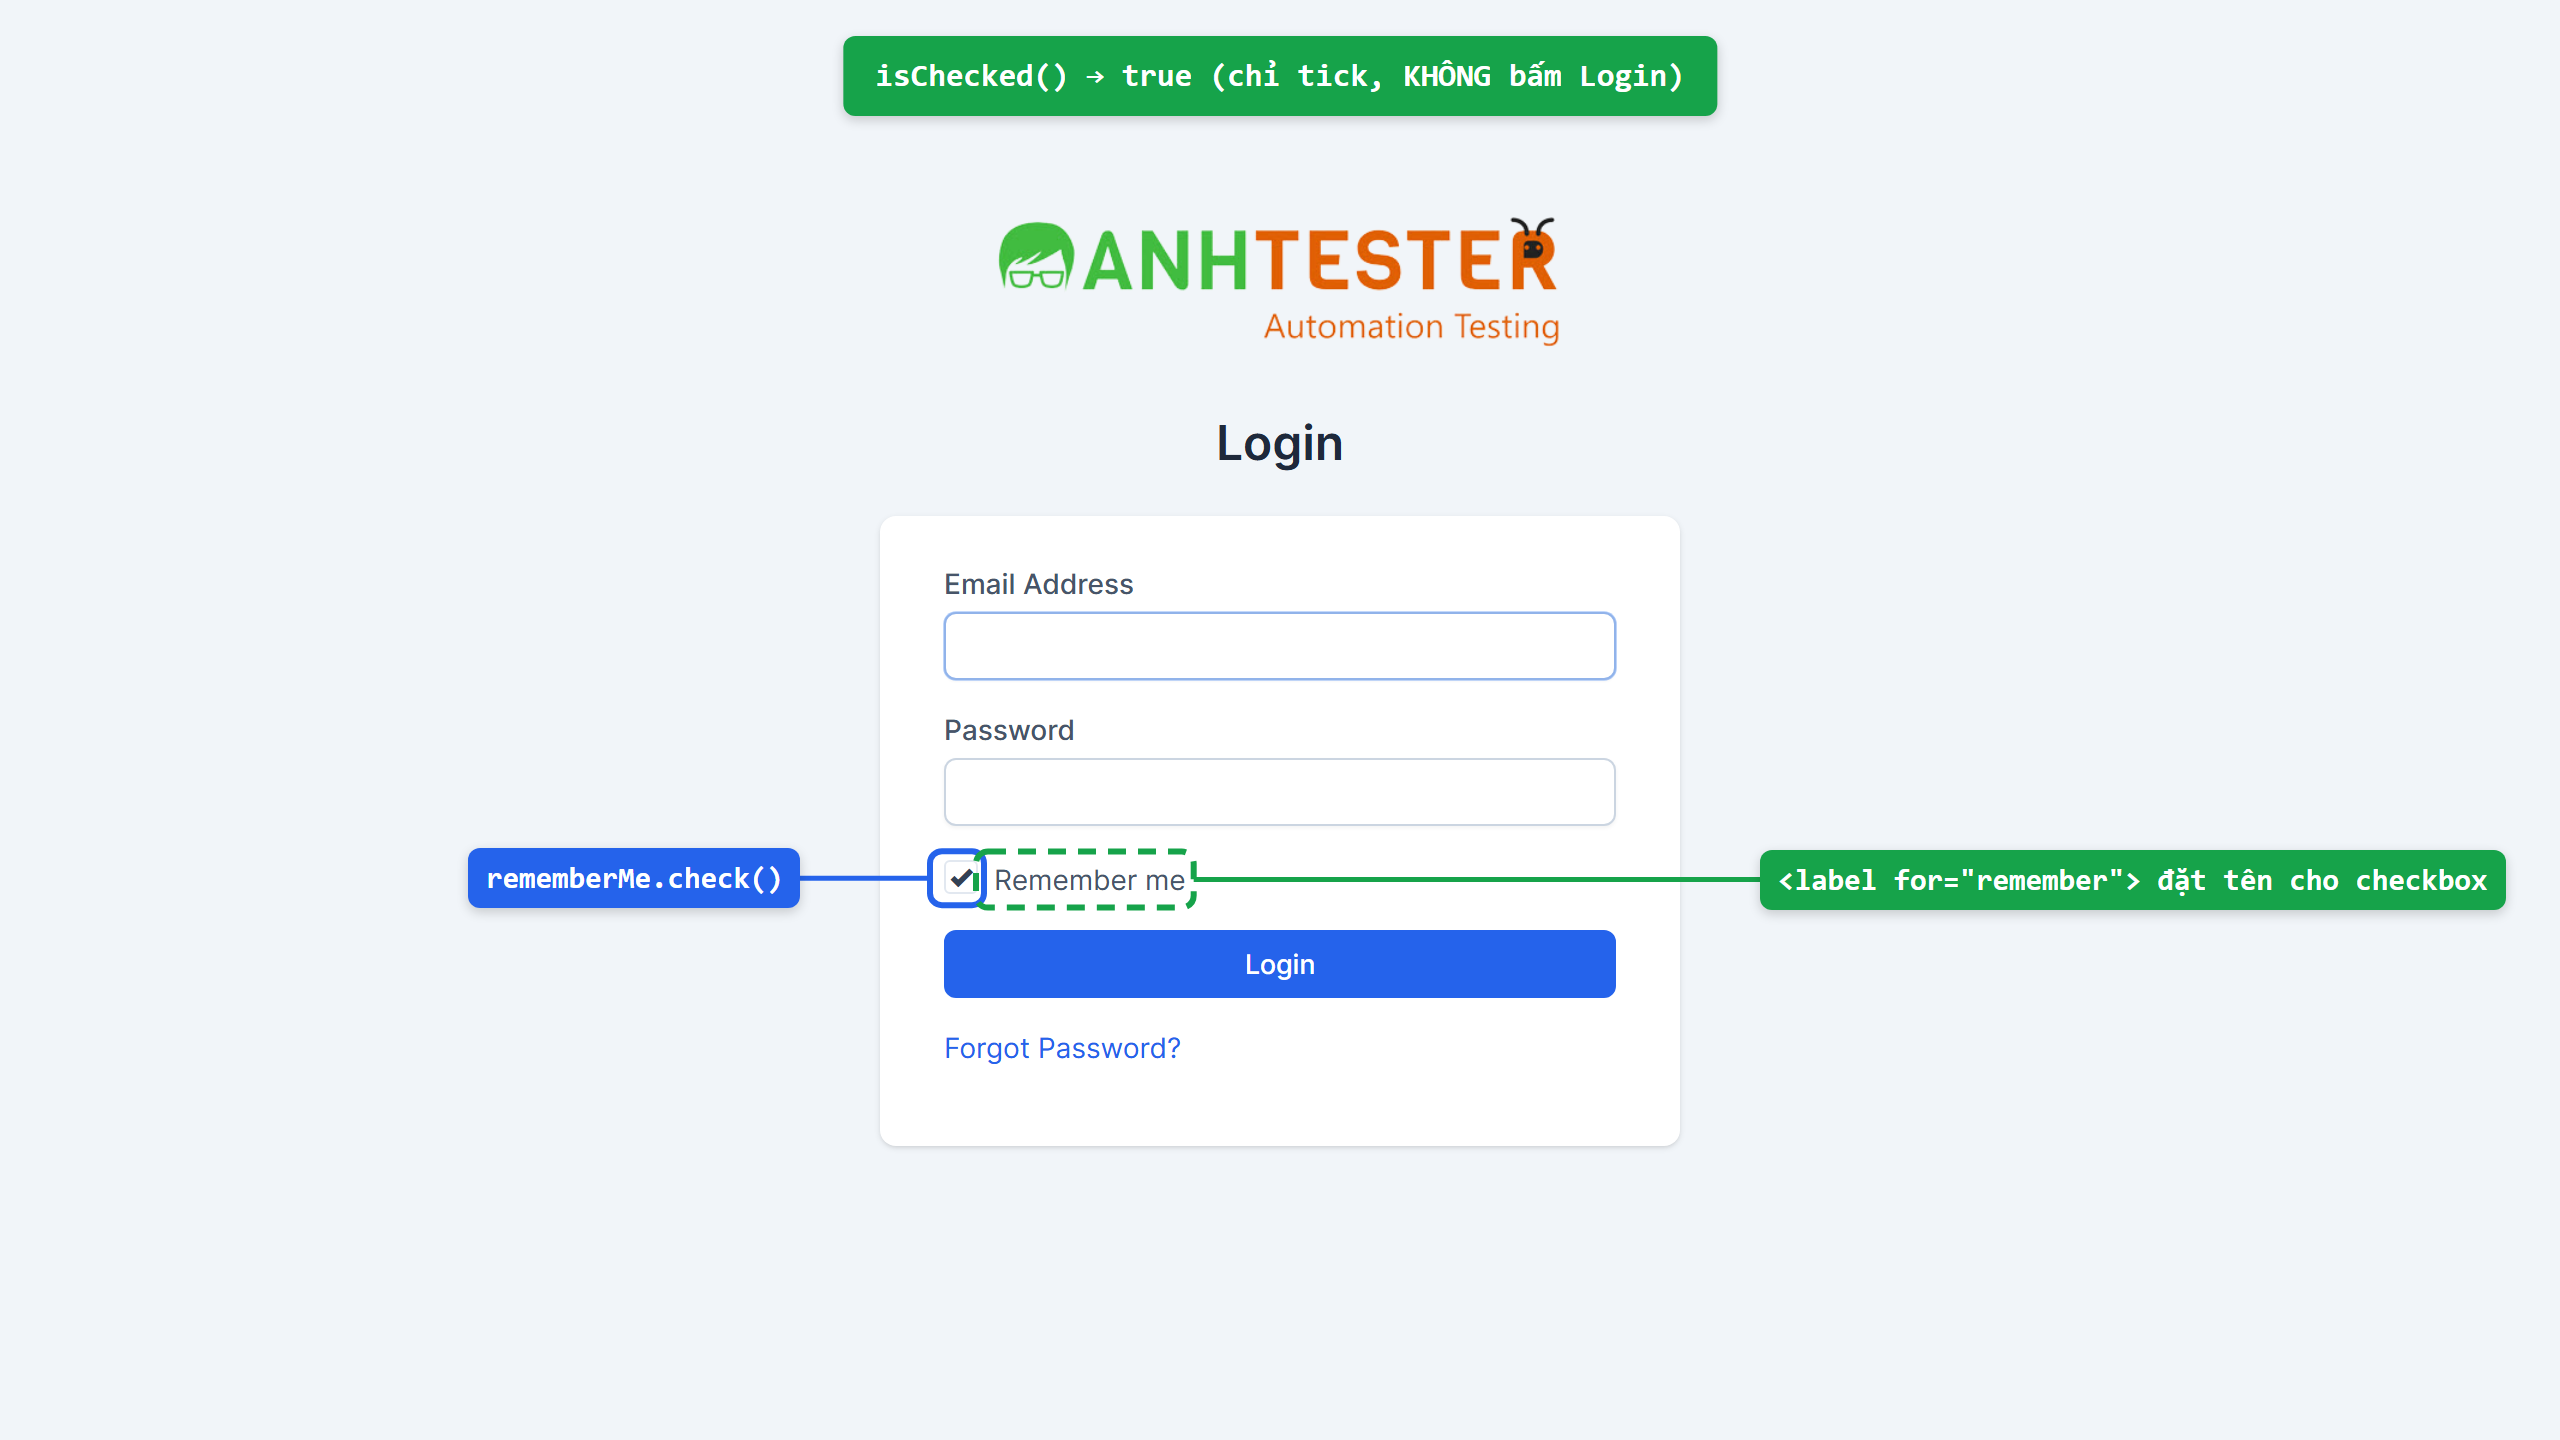 isChecked() → true (chỉ tick, KHÔNG bấm Login)
ANHTESTER
Automation Testing
Login
Email Address
Password
rememberMe.check()
Remember me
<label for="remember"> đặt tên cho checkbox
Login
Forgot Password?